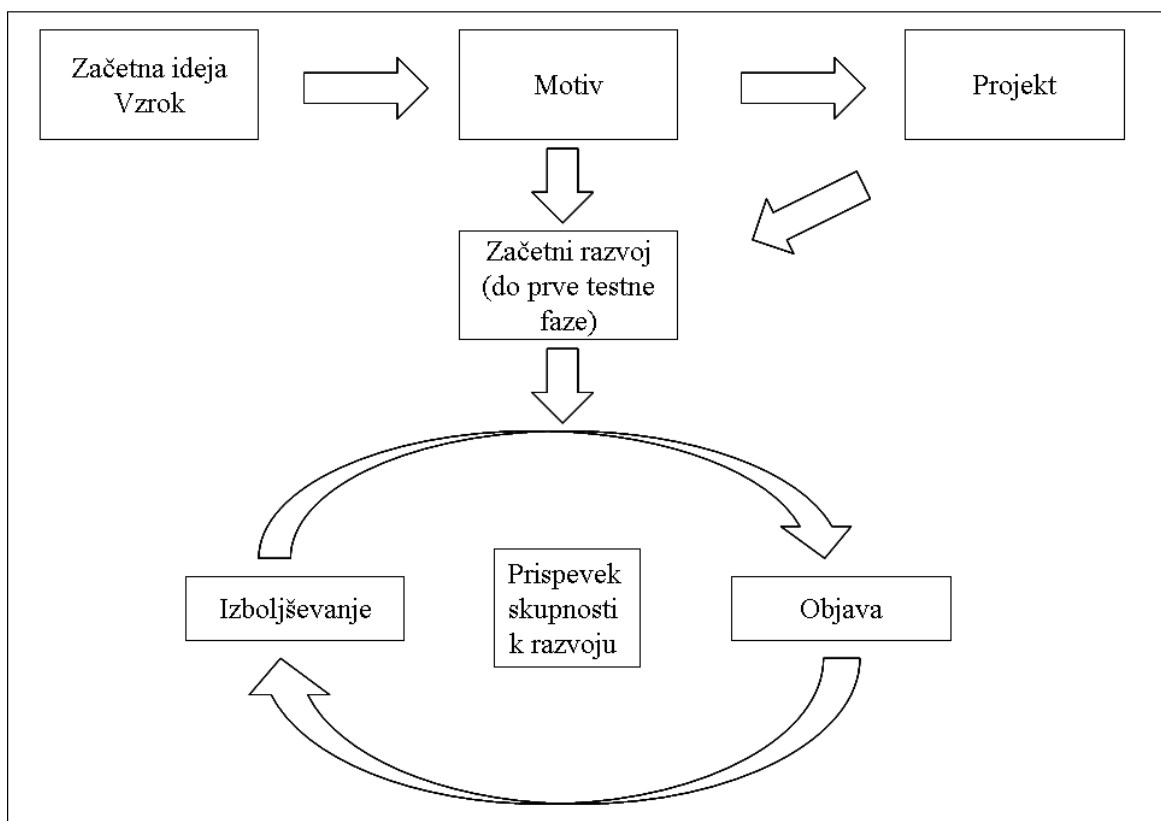 Začetna ideja
Vzrok
Motiv
Projekt
Začetni razvoj
(do prve testne
faze)
Izboljševanje
Prispevek
skupnosti
k razvoju
Objava